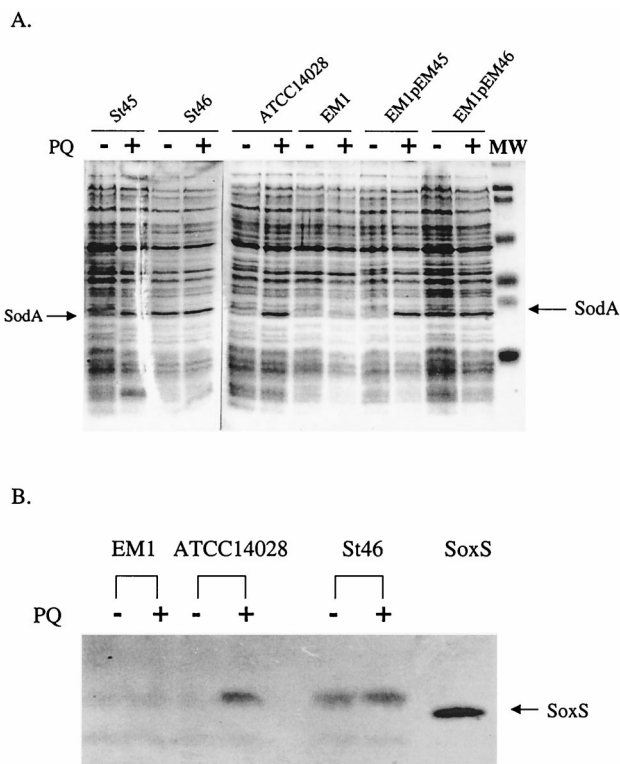 A.
St45 St46 ATCC14028 EM1 EM1pEM45 EM1pEM46
PQ - + - + - + - + - + - + MW
SodA SodA
B.
EM1 ATCC14028 St46 SoxS
PQ - + - + - +
SoxS